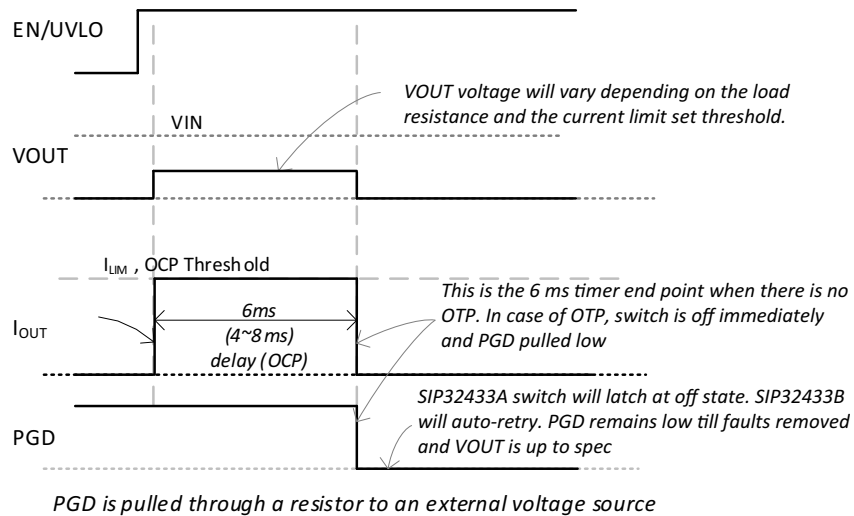 EN/UVLO
VOUT voltage will vary depending on the load
resistance and the current limit set threshold.
VIN
VOUT
ILIM , OCP Threshold
This is the 6 ms timer end point when there is no
OTP. In case of OTP, switch is off immediately
and PGD pulled low
6ms
(4~8 ms)
delay (OCP)
IOUT
SIP32433A switch will latch at off state. SIP32433B
will auto-retry. PGD remains low till faults removed
and VOUT is up to spec
PGD
PGD is pulled through a resistor to an external voltage source